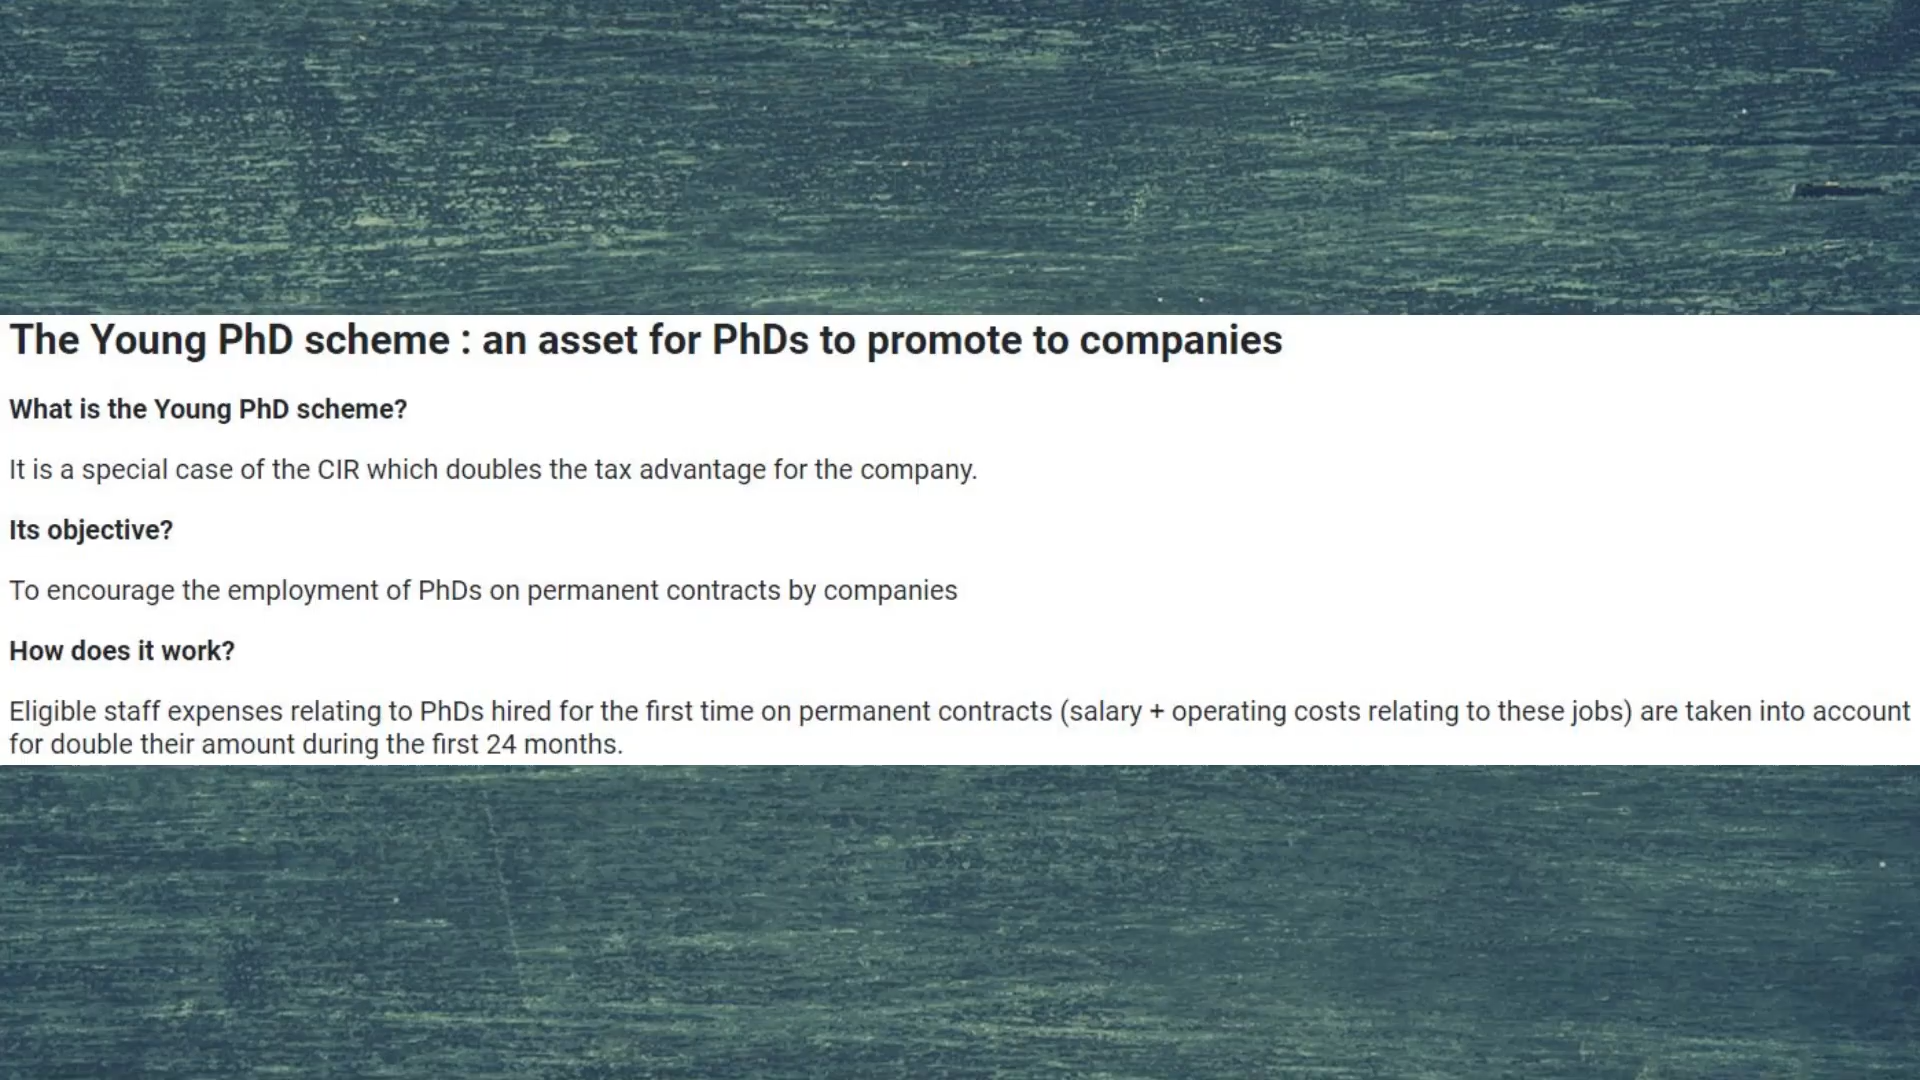 The Young PhD scheme : an asset for PhDs to promote to companies
What is the Young PhD scheme?
It is a special case of the CIR which doubles the tax advantage for the company.
Its objective?
To encourage the employment of PhDs on permanent contracts by companies
How does it work?
Eligible staff expenses relating to PhDs hired for the first time on permanent contracts (salary + operating costs relating to these jobs) are taken into account
for double their amount during the first 24 months.